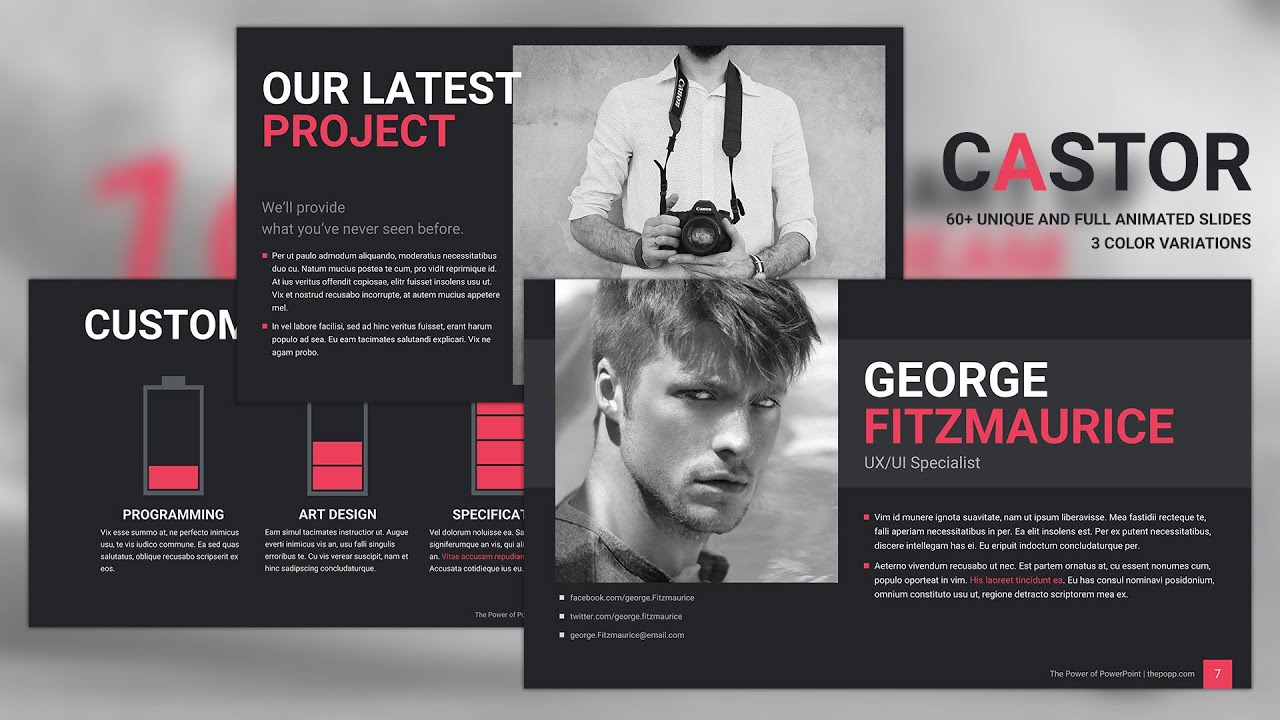 OUR LATEST
PROJECT
We'll provide
what you've never seen before.
Per ut paulo admodum aliquando, moderatius necessitatibus
duo cu. Natum mucius postea te cum, pro vidit reprimique id.
At ius veritus offendit copiosae, elitr fuisset insolens usu ut.
Vix et nostrud recusabo incorrupte, at autem mucius appetere
mel.
In vel labore facilisi, sed ad hinc veritus fuisset, erant harum
populo ad sea. Eu eam tacimates salutandi explicari. Vix ne
agam probo.
Canon
Canon
CASTOR
60+ UNIQUE AND FULL ANIMATED SLIDES
3 COLOR VARIATIONS
CUSTOM
PROGRAMMING
Vix esse summo at, ne perfecto inimicus
usu, te vis iudico commune. Ea sed quas
salutatus, oblique recusabo scripserit ex
eos.
ART DESIGN
Eam simul tacimates instructior ut. Augue
everti inimicus vis an, usu falli singulis
erroribus te. Cu vis verear suscipit, nam et
hinc sadipscing concludaturque.
SPECIFICAT
Vel dolorum noluisse ea. Sa
signiferumque an vis, qui ali
an. Vitae accusam repudiare
Accusata cotidieque ius eu.
The Power of Po
GEORGE
FITZMAURICE
UX/UI Specialist
Vim id munere ignota suavitate, nam ut ipsum liberavisse. Mea fastidii recteque te,
falli aperiam necessitatibus in per. Ea elit insolens est. Per ex putent necessitatibus,
discere intellegam has ei. Eu eripuit indoctum concludaturque per.
Aeterno vivendum recusabo ut nec. Est partem ornatus at, cu essent nonumes cum,
populo oporteat in vim. His laoreet tincidunt ea. Eu has consul nominavi posidonium,
omnium constituto usu ut, regione detracto scriptorem mea ex.
facebook.com/george.Fitzmaurice
twitter.com/george.fitzmaurice
george.Fitzmaurice@email.com
The Power of PowerPoint | thepopp.com
7